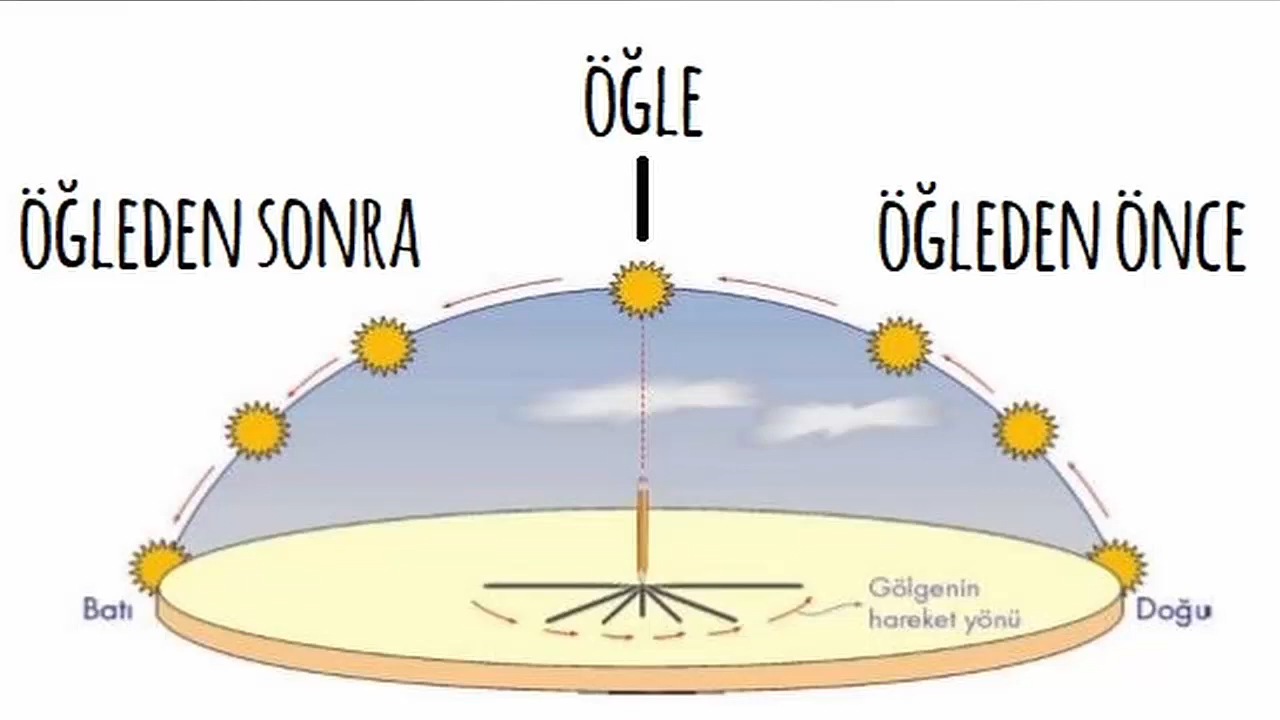 ÖĞLE
ÖĞLEDEN SONRA
ÖĞLEDEN ÖNCE
Gölgenin
hareket yönü
Batı
Doğu